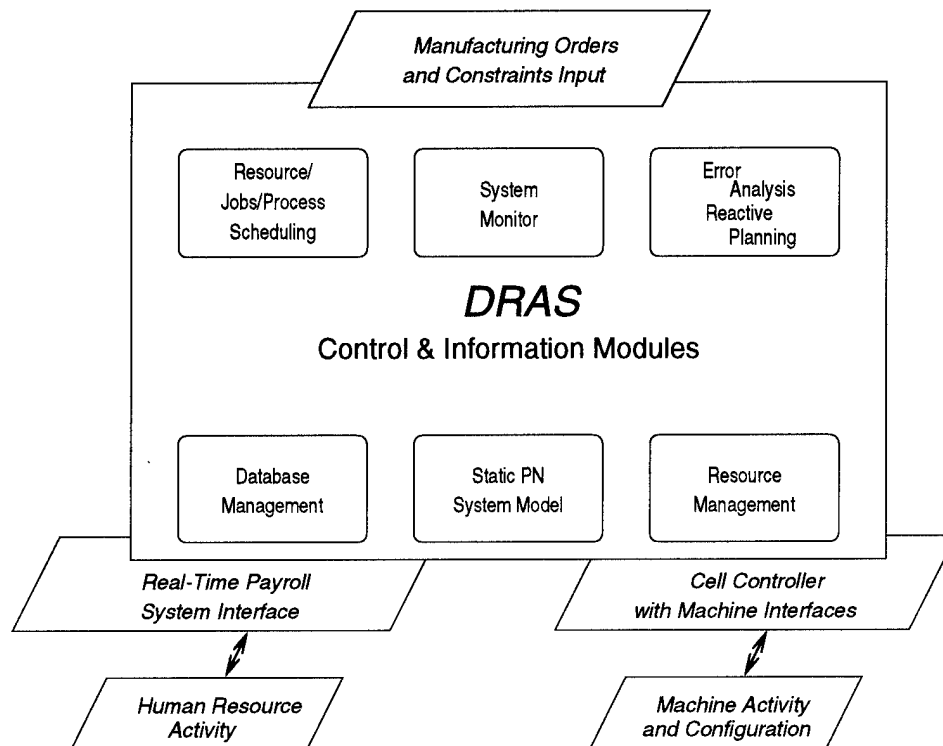 Manufacturing Orders
and Constraints Input
Resource/
Jobs/Process
Scheduling
System
Monitor
Error
Analysis
Reactive
Planning
DRAS
Control & Information Modules
Database
Management
Static PN
System Model
Resource
Management
Real-Time Payroll
System Interface
Cell Controller
with Machine Interfaces
Human Resource
Activity
Machine Activity
and Configuration